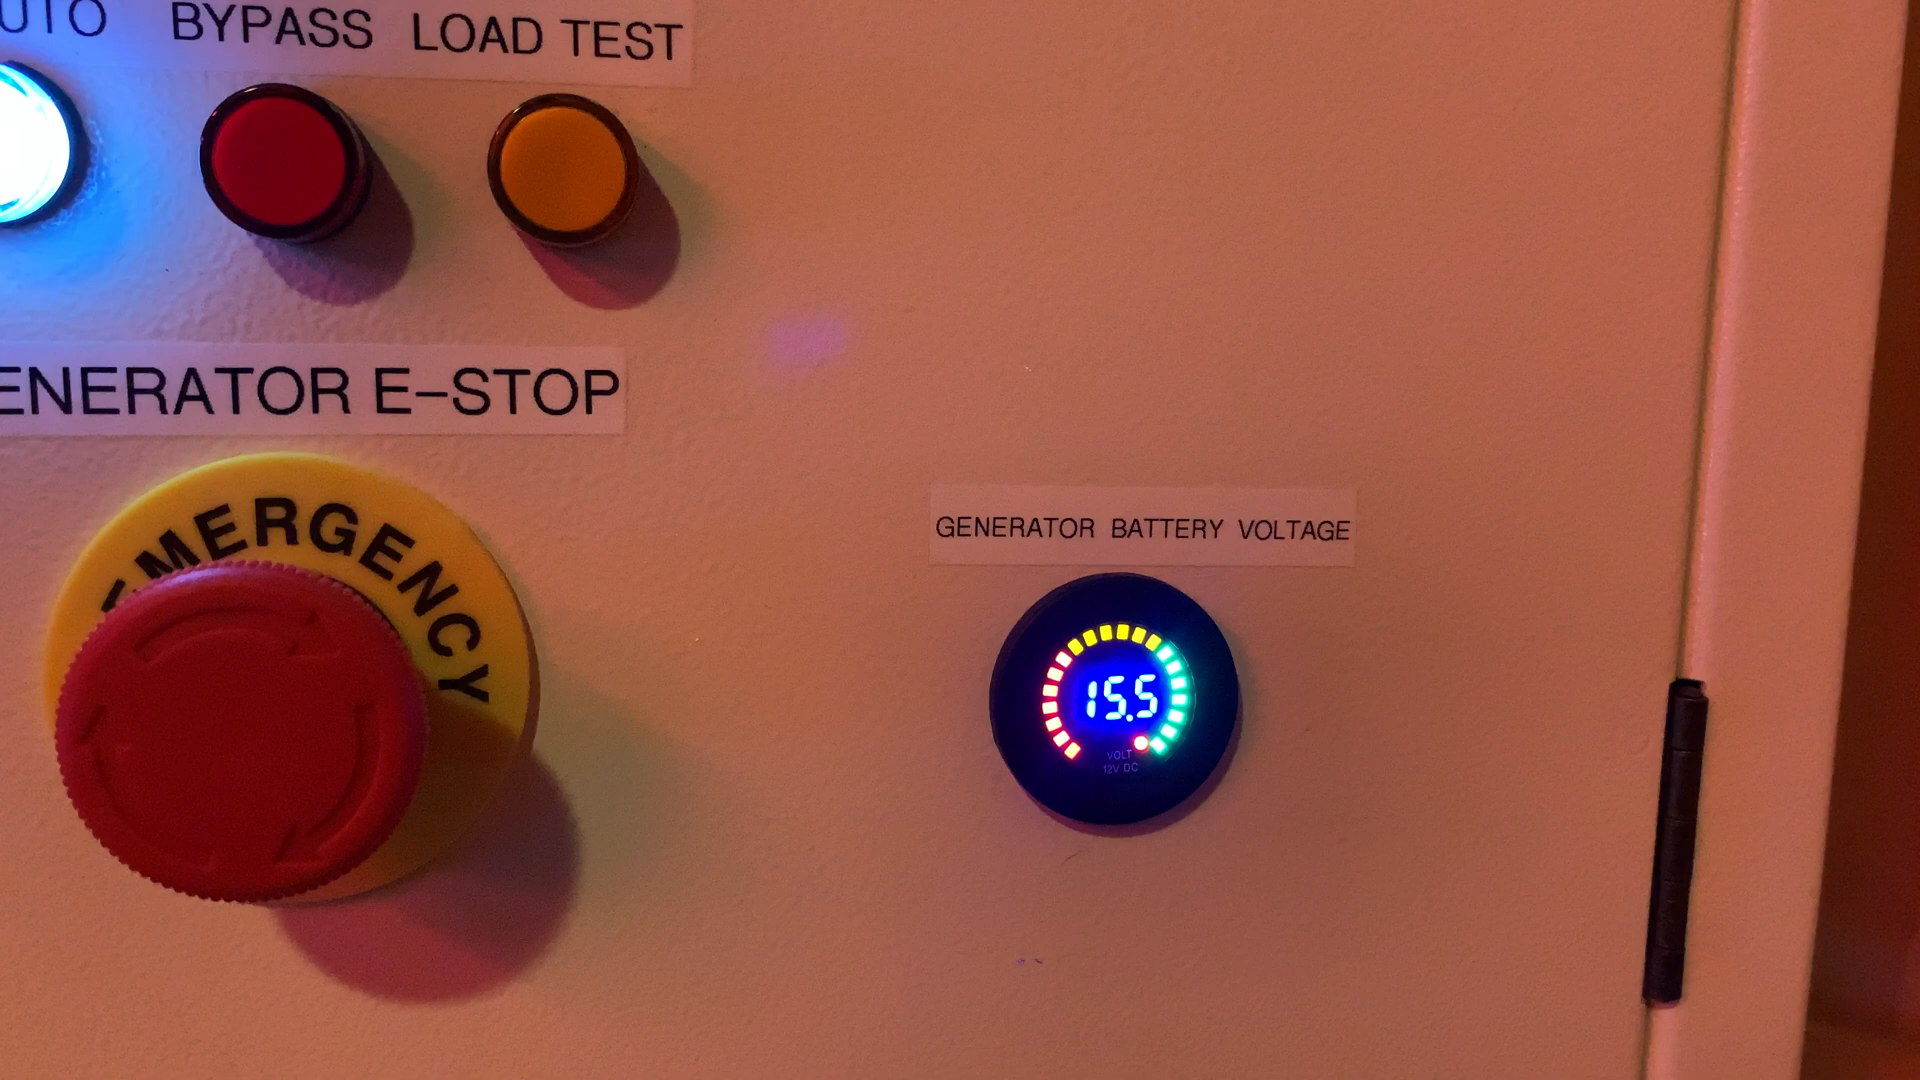 UTO BYPASS LOAD TEST
ENERATOR E-STOP
EMERGENCY
GENERATOR BATTERY VOLTAGE
15.5
VOLT
12V DC